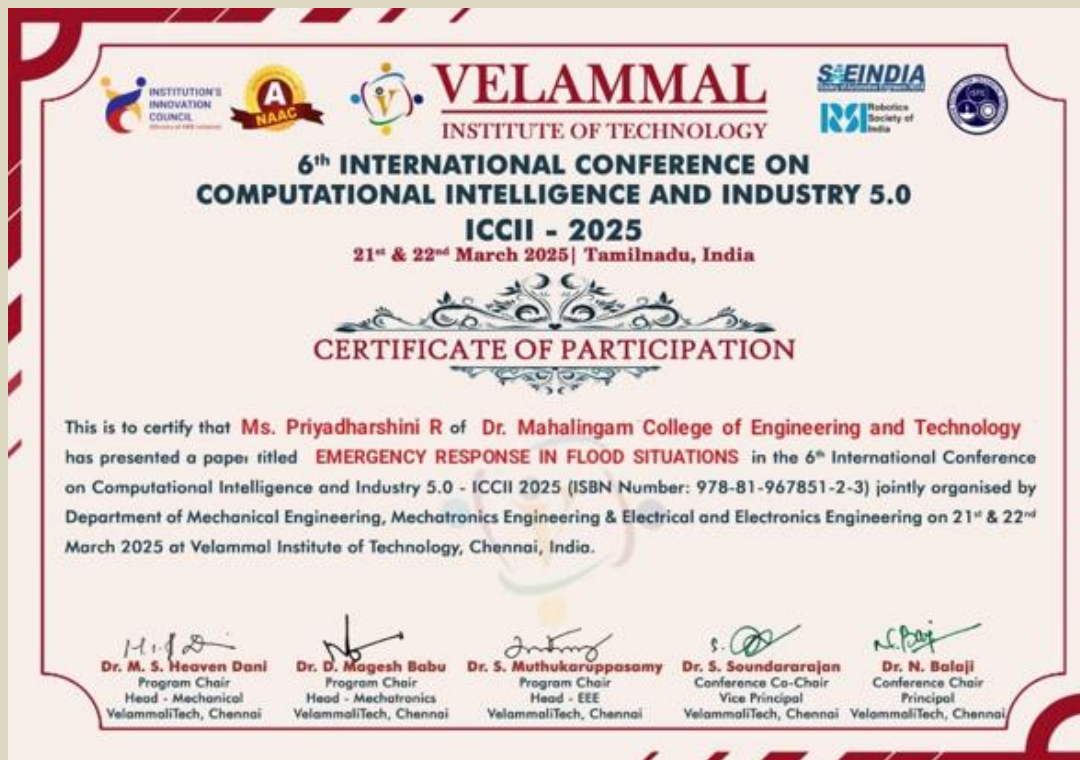 INSTITUTION'S
INNOVATION
COUNCIL
(Ministry of HRD Initiative)
A
NAAC
V
VELAMMAL
INSTITUTE OF TECHNOLOGY
SAEINDIA
RSI Robotics
Society of
India
ISTE
6th INTERNATIONAL CONFERENCE ON
COMPUTATIONAL INTELLIGENCE AND INDUSTRY 5.0
ICCII - 2025
21st & 22nd March 2025| Tamilnadu, India
CERTIFICATE OF PARTICIPATION
This is to certify that Ms. Priyadharshini R of Dr. Mahalingam College of Engineering and Technology
has presented a paper titled EMERGENCY RESPONSE IN FLOOD SITUATIONS in the 6th International Conference
on Computational Intelligence and Industry 5.0 - ICCII 2025 (ISBN Number: 978-81-967851-2-3) jointly organised by
Department of Mechanical Engineering, Mechatronics Engineering & Electrical and Electronics Engineering on 21st & 22nd
March 2025 at Velammal Institute of Technology, Chennai, India.
Dr. M. S. Heaven Dani
Program Chair
Head - Mechanical
VelammaliTech, Chennai
Dr. D. Magesh Babu
Program Chair
Head - Mechatronics
VelammaliTech, Chennai
Dr. S. Muthukaruppasamy
Program Chair
Head - EEE
VelammaliTech, Chennai
Dr. S. Soundararajan
Conference Co-Chair
Vice Principal
VelammaliTech, Chennai
N. Balaji
Dr. N. Balaji
Conference Chair
Principal
VelammaliTech, Chennai